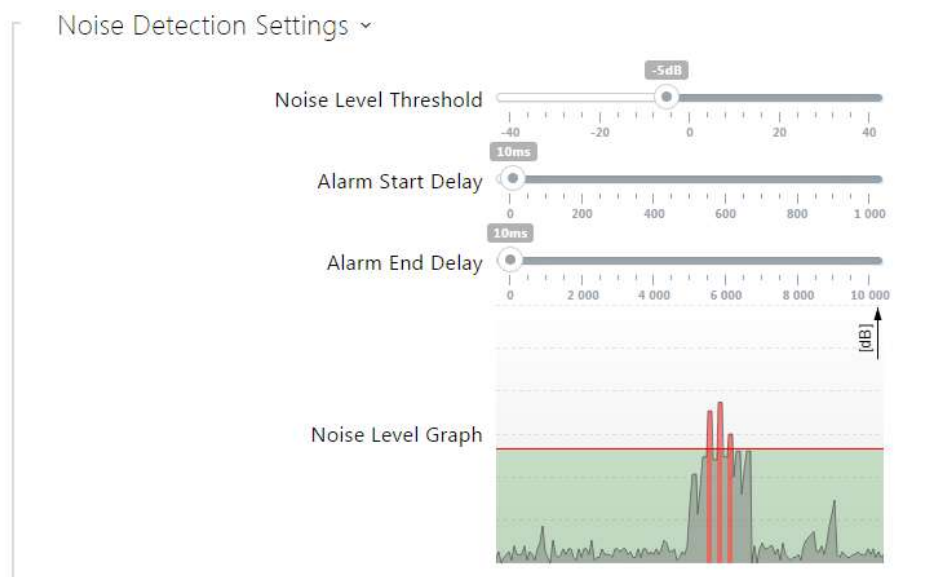 Noise Detection Settings
-5dB
Noise Level Threshold
-40 -20 0 20 40
10ms
Alarm Start Delay
0 200 400 600 800 1 000
10ms
Alarm End Delay
0 2 000 4 000 6 000 8 000 10 000
[dB]
Noise Level Graph